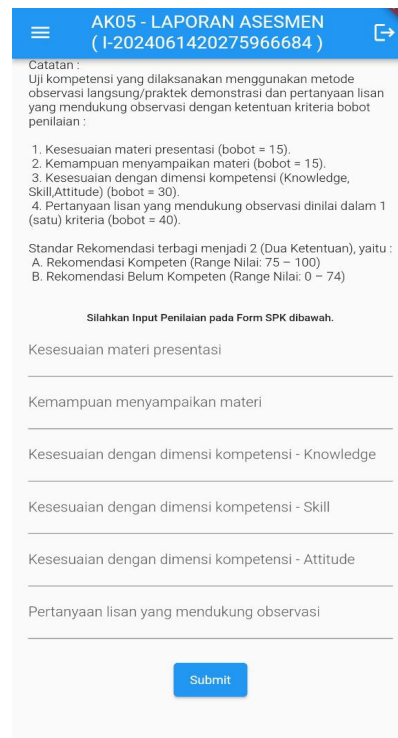 AK05 - LAPORAN ASESMEN
( I-2024061420275966684 )
Catatan :
Uji kompetensi yang dilaksanakan menggunakan metode
observasi langsung/praktek demonstrasi dan pertanyaan lisan
yang mendukung observasi dengan ketentuan kriteria bobot
penilaian :
1. Kesesuaian materi presentasi (bobot = 15).
2. Kemampuan menyampaikan materi (bobot = 15).
3. Kesesuaian dengan dimensi kompetensi (Knowledge,
Skill,Attitude) (bobot = 30).
4. Pertanyaan lisan yang mendukung observasi dinilai dalam 1
(satu) kriteria (bobot = 40).
Standar Rekomendasi terbagi menjadi 2 (Dua Ketentuan), yaitu :
A. Rekomendasi Kompeten (Range Nilai: 75 – 100)
B. Rekomendasi Belum Kompeten (Range Nilai: 0 – 74)
Silahkan Input Penilaian pada Form SPK dibawah.
Kesesuaian materi presentasi
Kemampuan menyampaikan materi
Kesesuaian dengan dimensi kompetensi - Knowledge
Kesesuaian dengan dimensi kompetensi - Skill
Kesesuaian dengan dimensi kompetensi - Attitude
Pertanyaan lisan yang mendukung observasi
Submit